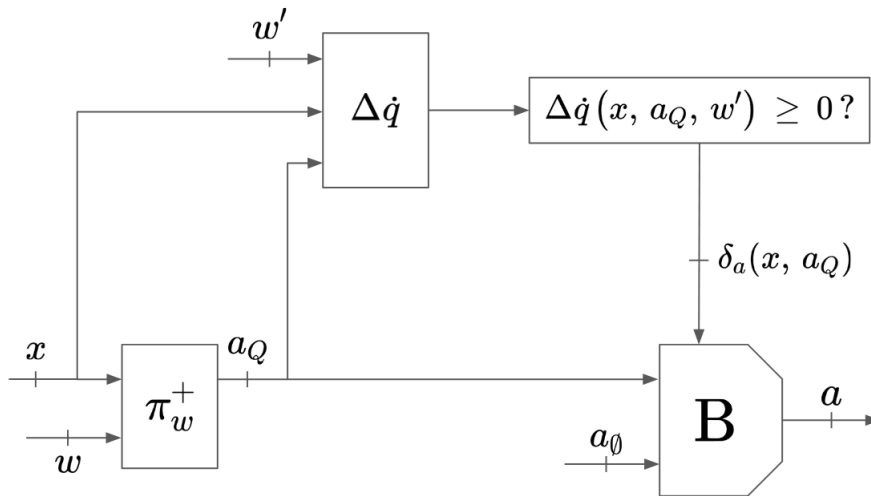 w′
Δq̇
Δq̇(x, a_Q, w′) ≥ 0?
δ_a(x, a_Q)
x
a_Q
π_w^+
w
a_∅
B
a